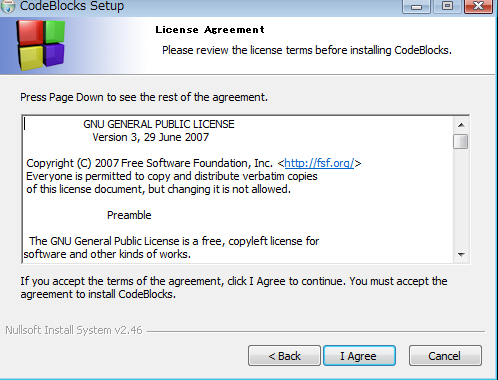 CodeBlocks Setup
License Agreement
Please review the license terms before installing CodeBlocks.
Press Page Down to see the rest of the agreement.
GNU GENERAL PUBLIC LICENSE
Version 3, 29 June 2007
Copyright (C) 2007 Free Software Foundation, Inc. <http://fsf.org/>
Everyone is permitted to copy and distribute verbatim copies
of this license document, but changing it is not allowed.
Preamble
The GNU General Public License is a free, copyleft license for
software and other kinds of works.
If you accept the terms of the agreement, click I Agree to continue. You must accept the
agreement to install CodeBlocks.
Nullsoft Install System v2.46
< Back
I Agree
Cancel